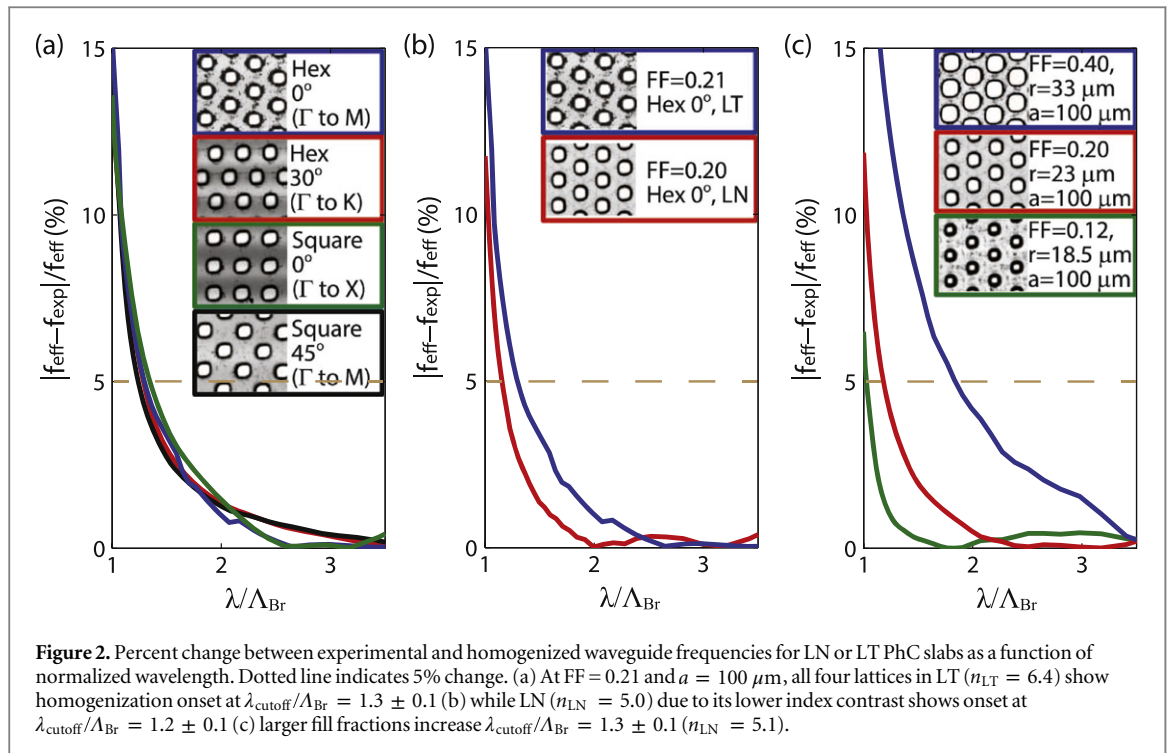 (a)
15
10
5
0
|feff−fexp|/feff (%)
1
2
3
λ/ΛBr
Hex
0°
(Γ to M)
Hex
30°
(Γ to K)
Square
0°
(Γ to X)
Square
45°
(Γ to M)
(b)
15
10
5
0
|feff−fexp|/feff (%)
1
2
3
λ/ΛBr
FF=0.21
Hex 0°, LT
FF=0.20
Hex 0°, LN
(c)
15
10
5
0
|feff−fexp|/feff (%)
1
2
3
λ/ΛBr
FF=0.40,
r=33 μm
a=100 μm
FF=0.20
r=23 μm
a=100 μm
FF=0.12,
r=18.5 μm
a=100 μm
Figure 2. Percent change between experimental and homogenized waveguide frequencies for LN or LT PhC slabs as a function of
normalized wavelength. Dotted line indicates 5% change. (a) At FF = 0.21 and a = 100 μm, all four lattices in LT (nLT = 6.4) show
homogenization onset at λcutoff/ΛBr = 1.3 ± 0.1 (b) while LN (nLN = 5.0) due to its lower index contrast shows onset at
λcutoff/ΛBr = 1.2 ± 0.1 (c) larger fill fractions increase λcutoff/ΛBr = 1.3 ± 0.1 (nLN = 5.1).